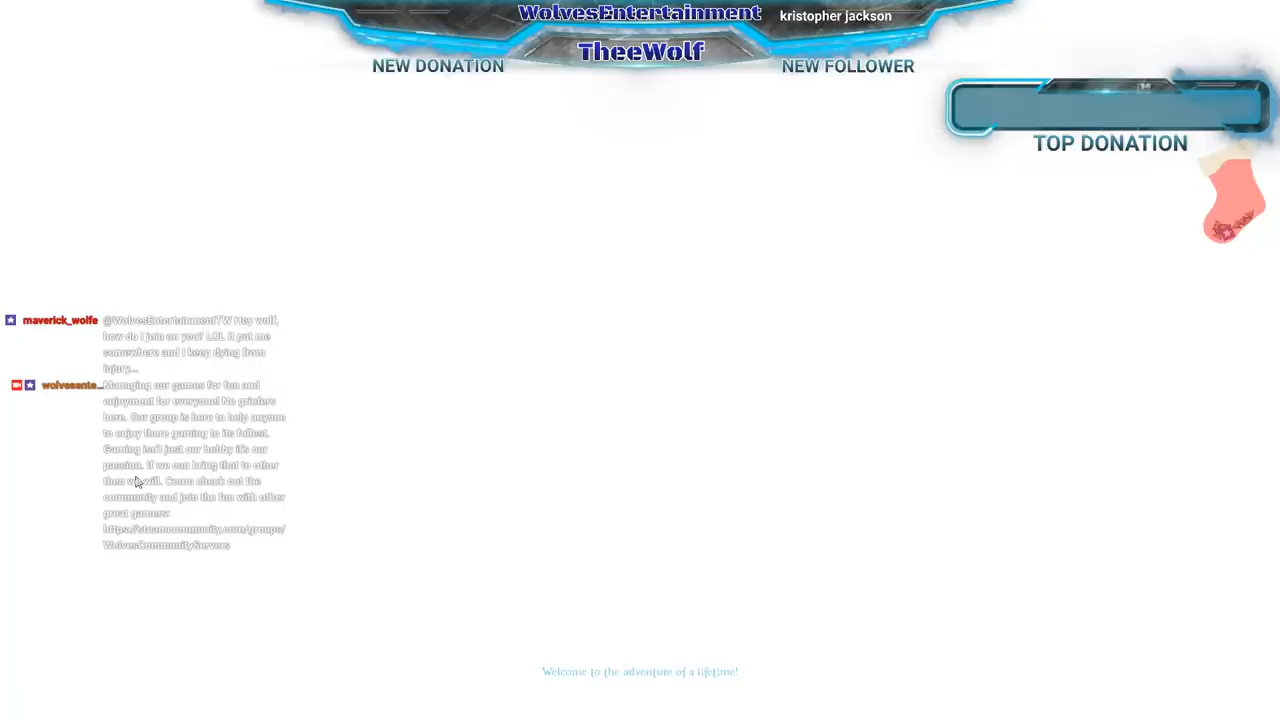 WolvesEntertainment
kristopher jackson
TheeWolf
NEW DONATION
NEW FOLLOWER
TOP DONATION
maverick_wolfe @WolvesEntertainmentTW Hey wolf,
how do I join on you? LUL It put me
somewhere and I keep dying from
injury...
wolvesente... Managing our games for fun and
enjoyment for everyone! No griefers
here. Our group is here to help anyone
to enjoy there gaming to its fullest.
Gaming isn't just our hobby it's our
passion. If we can bring that to other
then we will. Come check out the
community and join the fun with other
great gamers:
https://steamcommunity.com/groups/
WolvesCommunityServers
Welcome to the adventure of a lifetime!